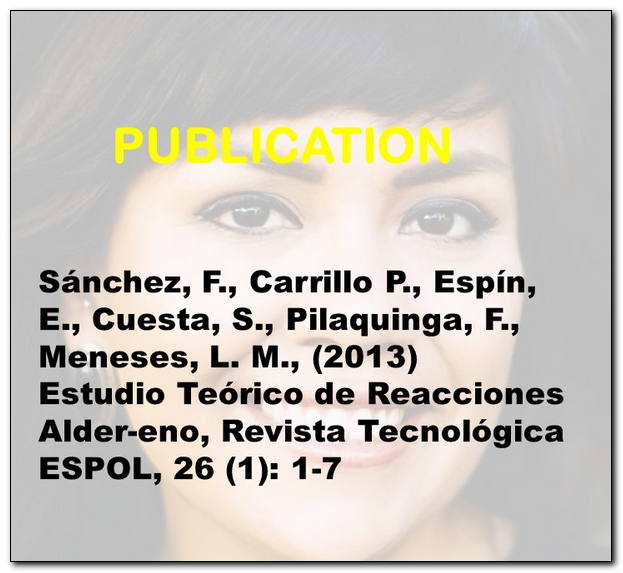 PUBLICATION
Sánchez, F., Carrillo P., Espín,
E., Cuesta, S., Pilaquinga, F.,
Meneses, L. M., (2013)
Estudio Teórico de Reacciones
Alder-eno, Revista Tecnológica
ESPOL, 26 (1): 1-7